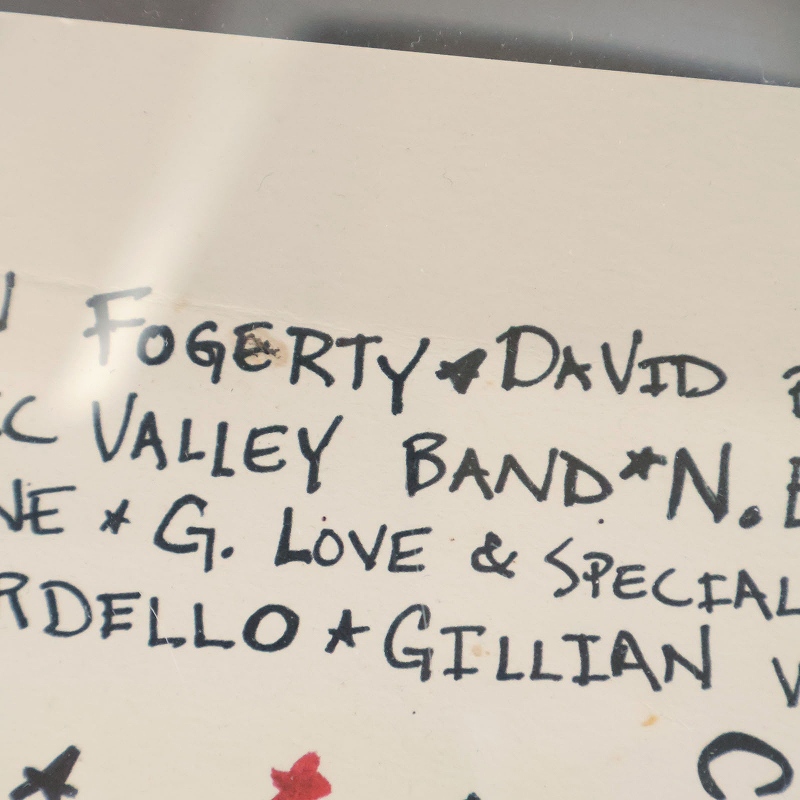 FOGERTY ★ DAVID
VALLEY BAND * N.
NE * G. LOVE & SPECIAL
RDELLO ★ GILLIAN